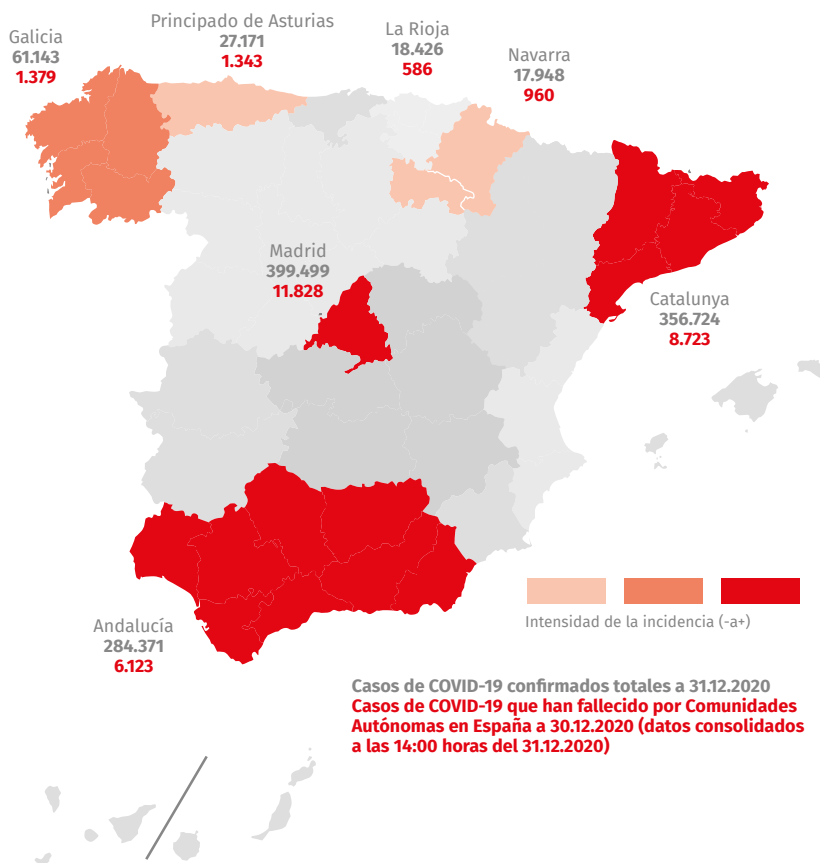 Principado de Asturias
27.171
1.343
La Rioja
18.426
586
Galicia
61.143
1.379
Navarra
17.948
960
Madrid
399.499
11.828
Catalunya
356.724
8.723
Intensidad de la incidencia (-a+)
Andalucía
284.371
6.123
Casos de COVID-19 confirmados totales a 31.12.2020
Casos de COVID-19 que han fallecido por Comunidades
Autónomas en España a 30.12.2020 (datos consolidados
a las 14:00 horas del 31.12.2020)